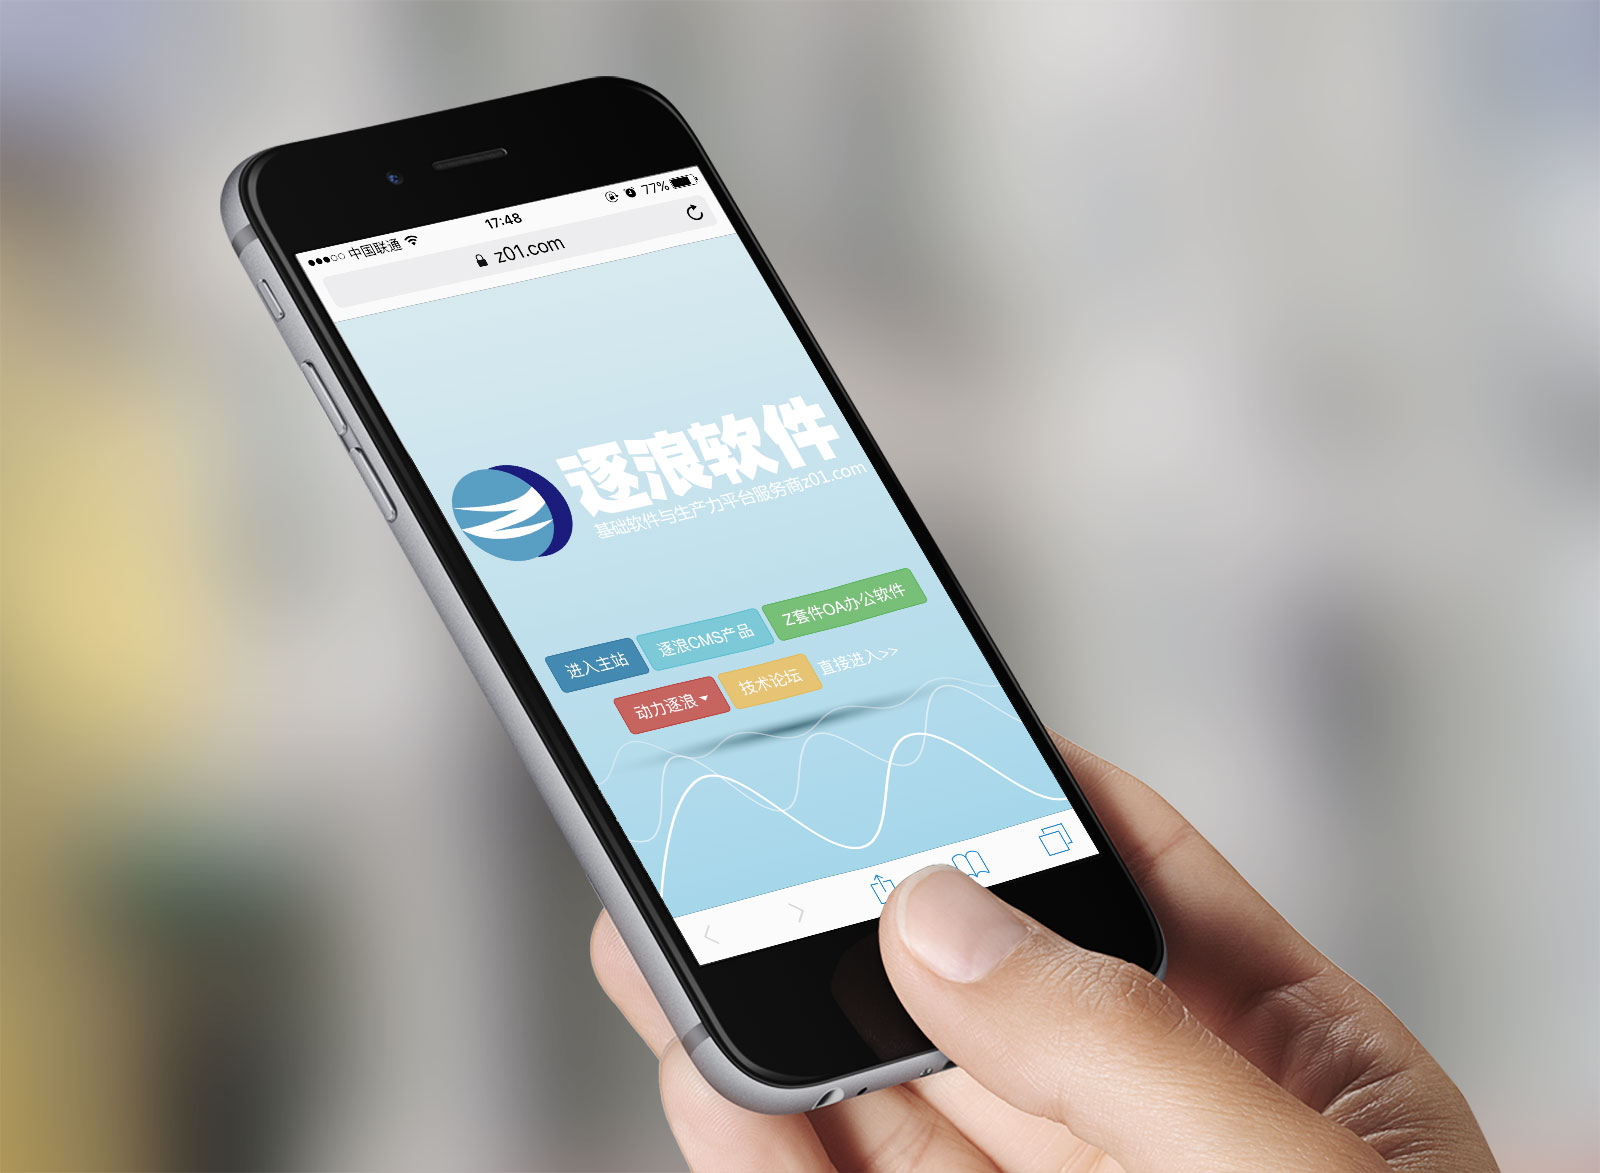 中国联通 17:48 77%
z01.com
逐浪软件
基础软件与生产力平台服务商z01.com
进入主站 逐浪CMS产品 Z套件OA办公软件
动力逐浪 技术论坛 直接进入>>